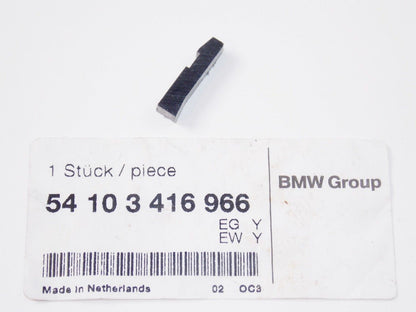 1 Stück / piece
BMW Group
54 10 3 416 966
EG Y
EW Y
Made in Netherlands 02 OC3